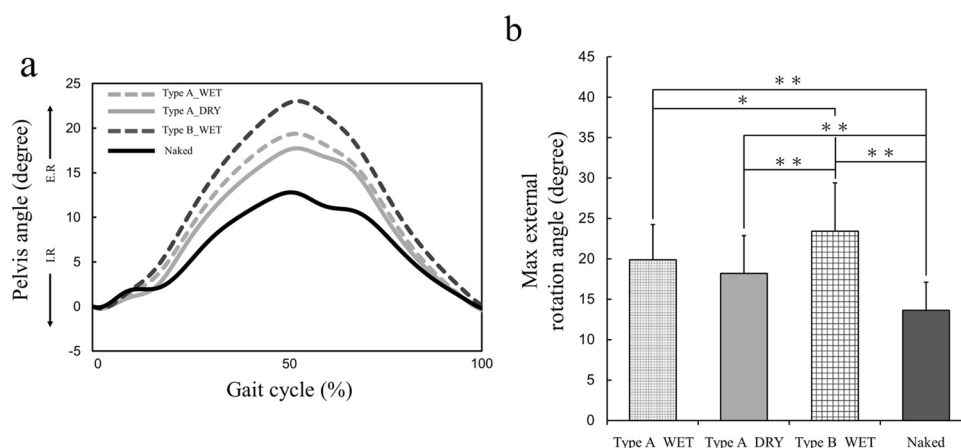 a
Pelvis angle (degree)
I.R
E.R
25
20
15
10
5
0
-5
Type A_WET
Type A_DRY
Type B_WET
Naked
0
50
100
Gait cycle (%)
b
Max external
rotation angle (degree)
45
40
35
30
25
20
15
10
5
0
**
*
**
**
**
Type A_WET
Type A_DRY
Type B_WET
Naked